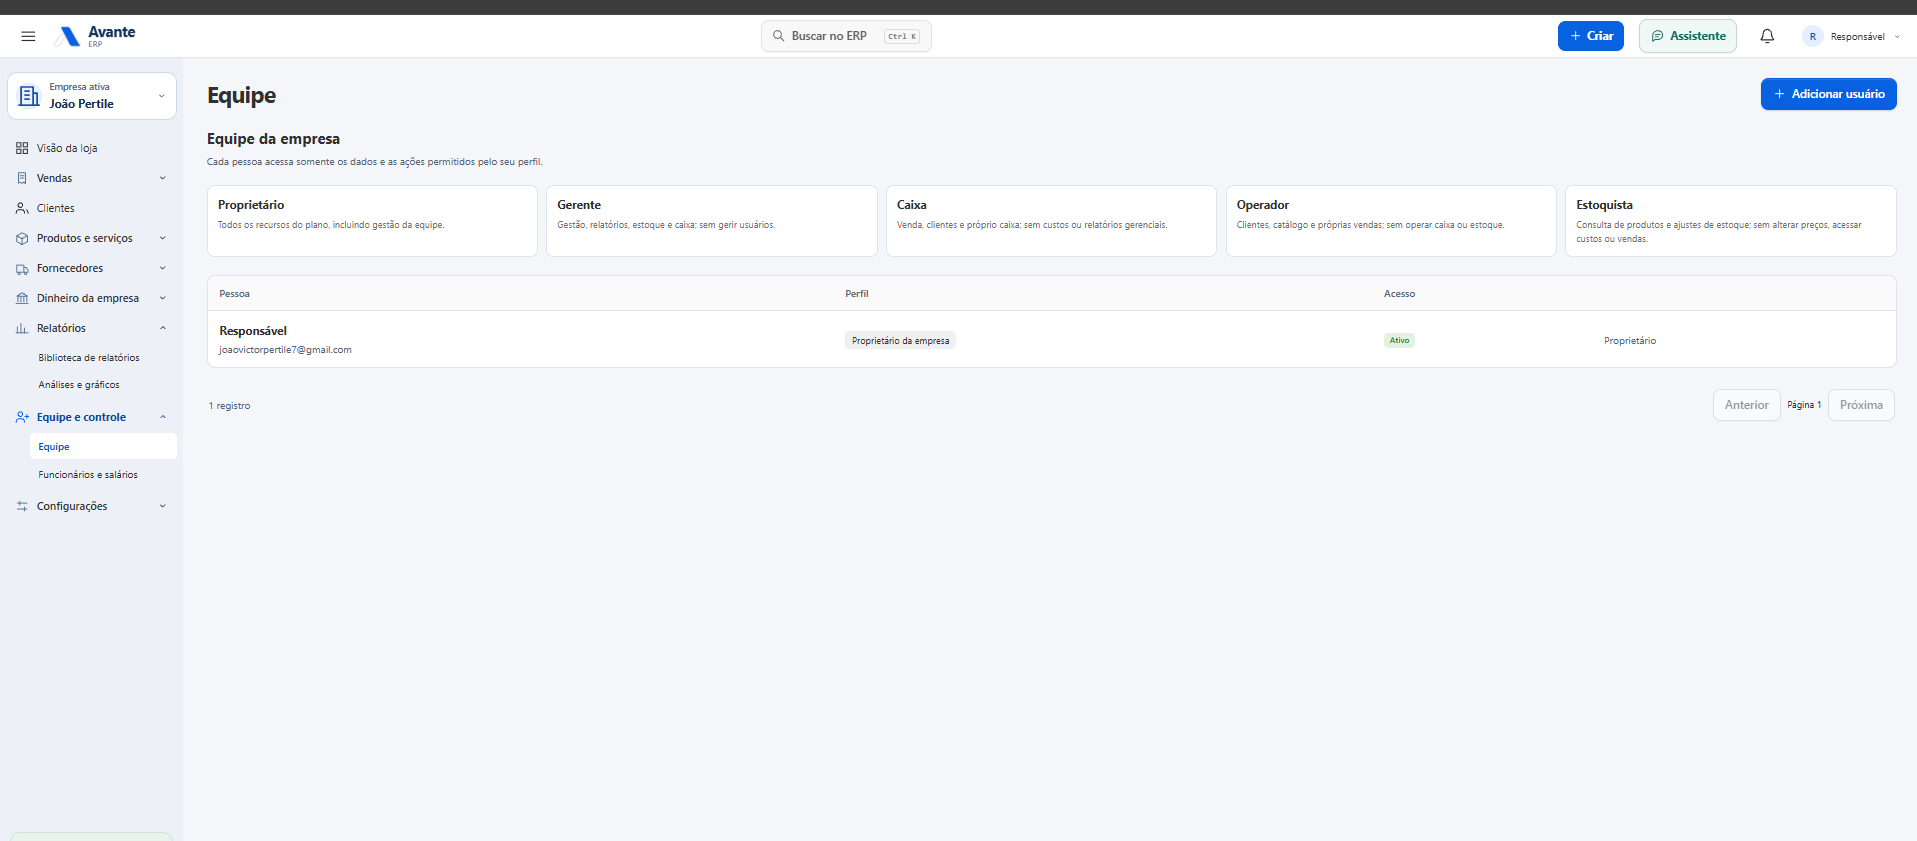 Avante
ERP
Buscar no ERP
Ctrl K
+ Criar
Assistente
R
Responsável
Empresa ativa
João Pertile
Visão da loja
Vendas
Clientes
Produtos e serviços
Fornecedores
Dinheiro da empresa
Relatórios
Biblioteca de relatórios
Análises e gráficos
Equipe e controle
Equipe
Funcionários e salários
Configurações
Equipe
+ Adicionar usuário
Equipe da empresa
Cada pessoa acessa somente os dados e as ações permitidos pelo seu perfil.
Proprietário
Todos os recursos do plano, incluindo gestão da equipe.
Gerente
Gestão, relatórios, estoque e caixa; sem gerir usuários.
Caixa
Venda, clientes e próprio caixa; sem custos ou relatórios gerenciais.
Operador
Clientes, catálogo e próprias vendas; sem operar caixa ou estoque.
Estoquista
Consulta de produtos e ajustes de estoque; sem alterar preços, acessar
custos ou vendas.
Pessoa
Perfil
Acesso
Responsável
joaovictorpertile7@gmail.com
Proprietário da empresa
Ativo
Proprietário
1 registro
Anterior
Página 1
Próxima